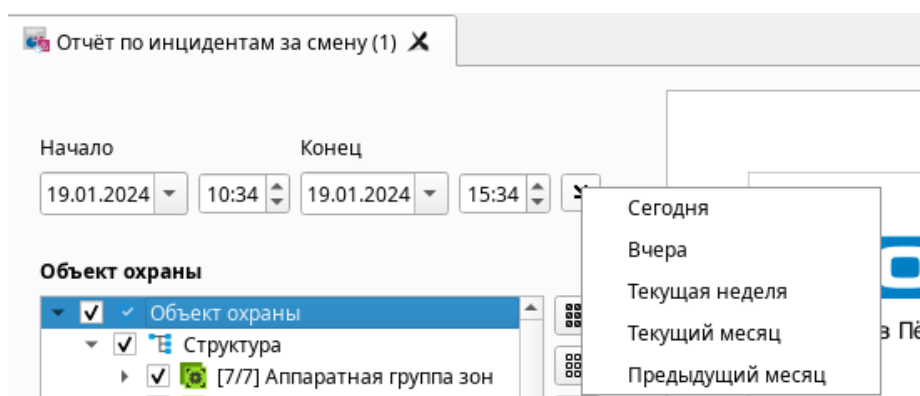 Отчёт по инцидентам за смену (1)
Начало Конец
19.01.2024 10:34 19.01.2024 15:34
Сегодня
Вчера
Текущая неделя
Текущий месяц
Предыдущий месяц
Объект охраны
Объект охраны
Структура
[7/7] Аппаратная группа зон